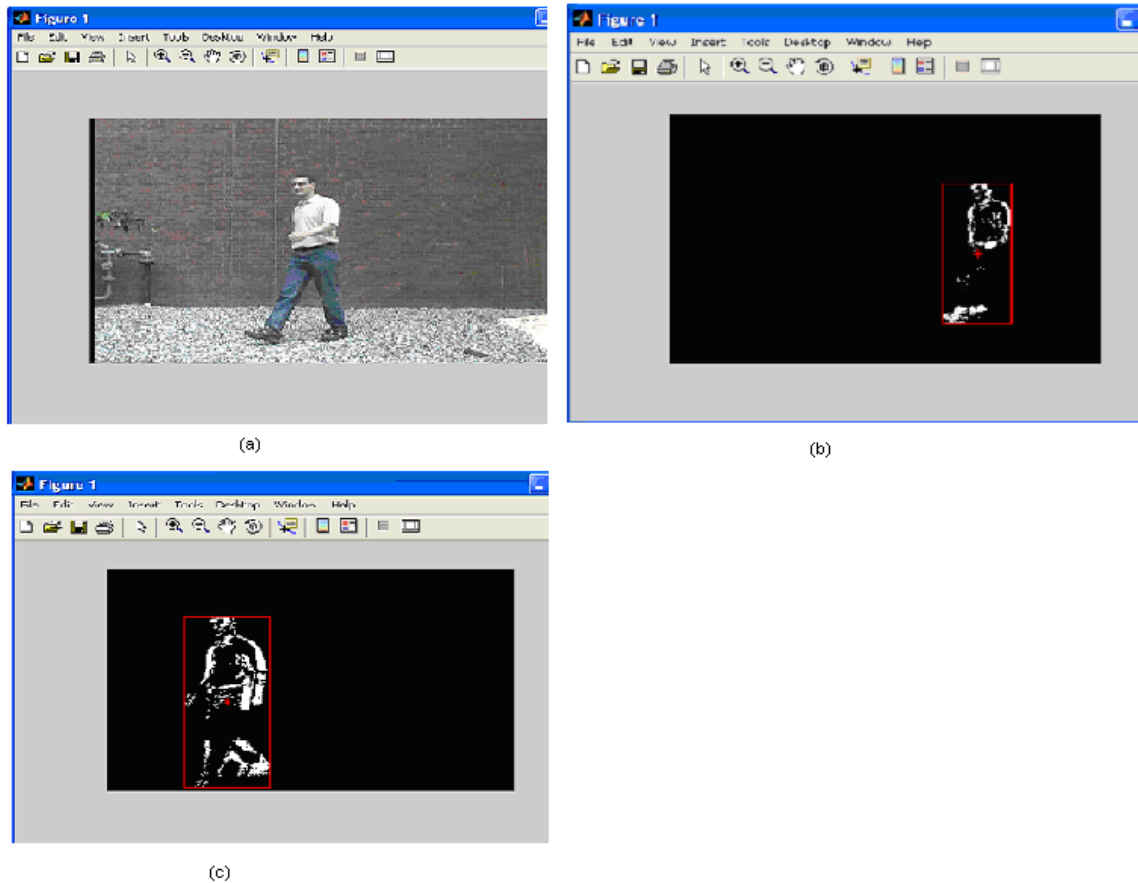 Figure 1
File Edit View Insert Tools Desktop Window Help
Figure 1
File Edit View Insert Tools Desktop Window Help
(a)
(b)
Figure 1
File Edit View Insert Tools Desktop Window Help
(c)